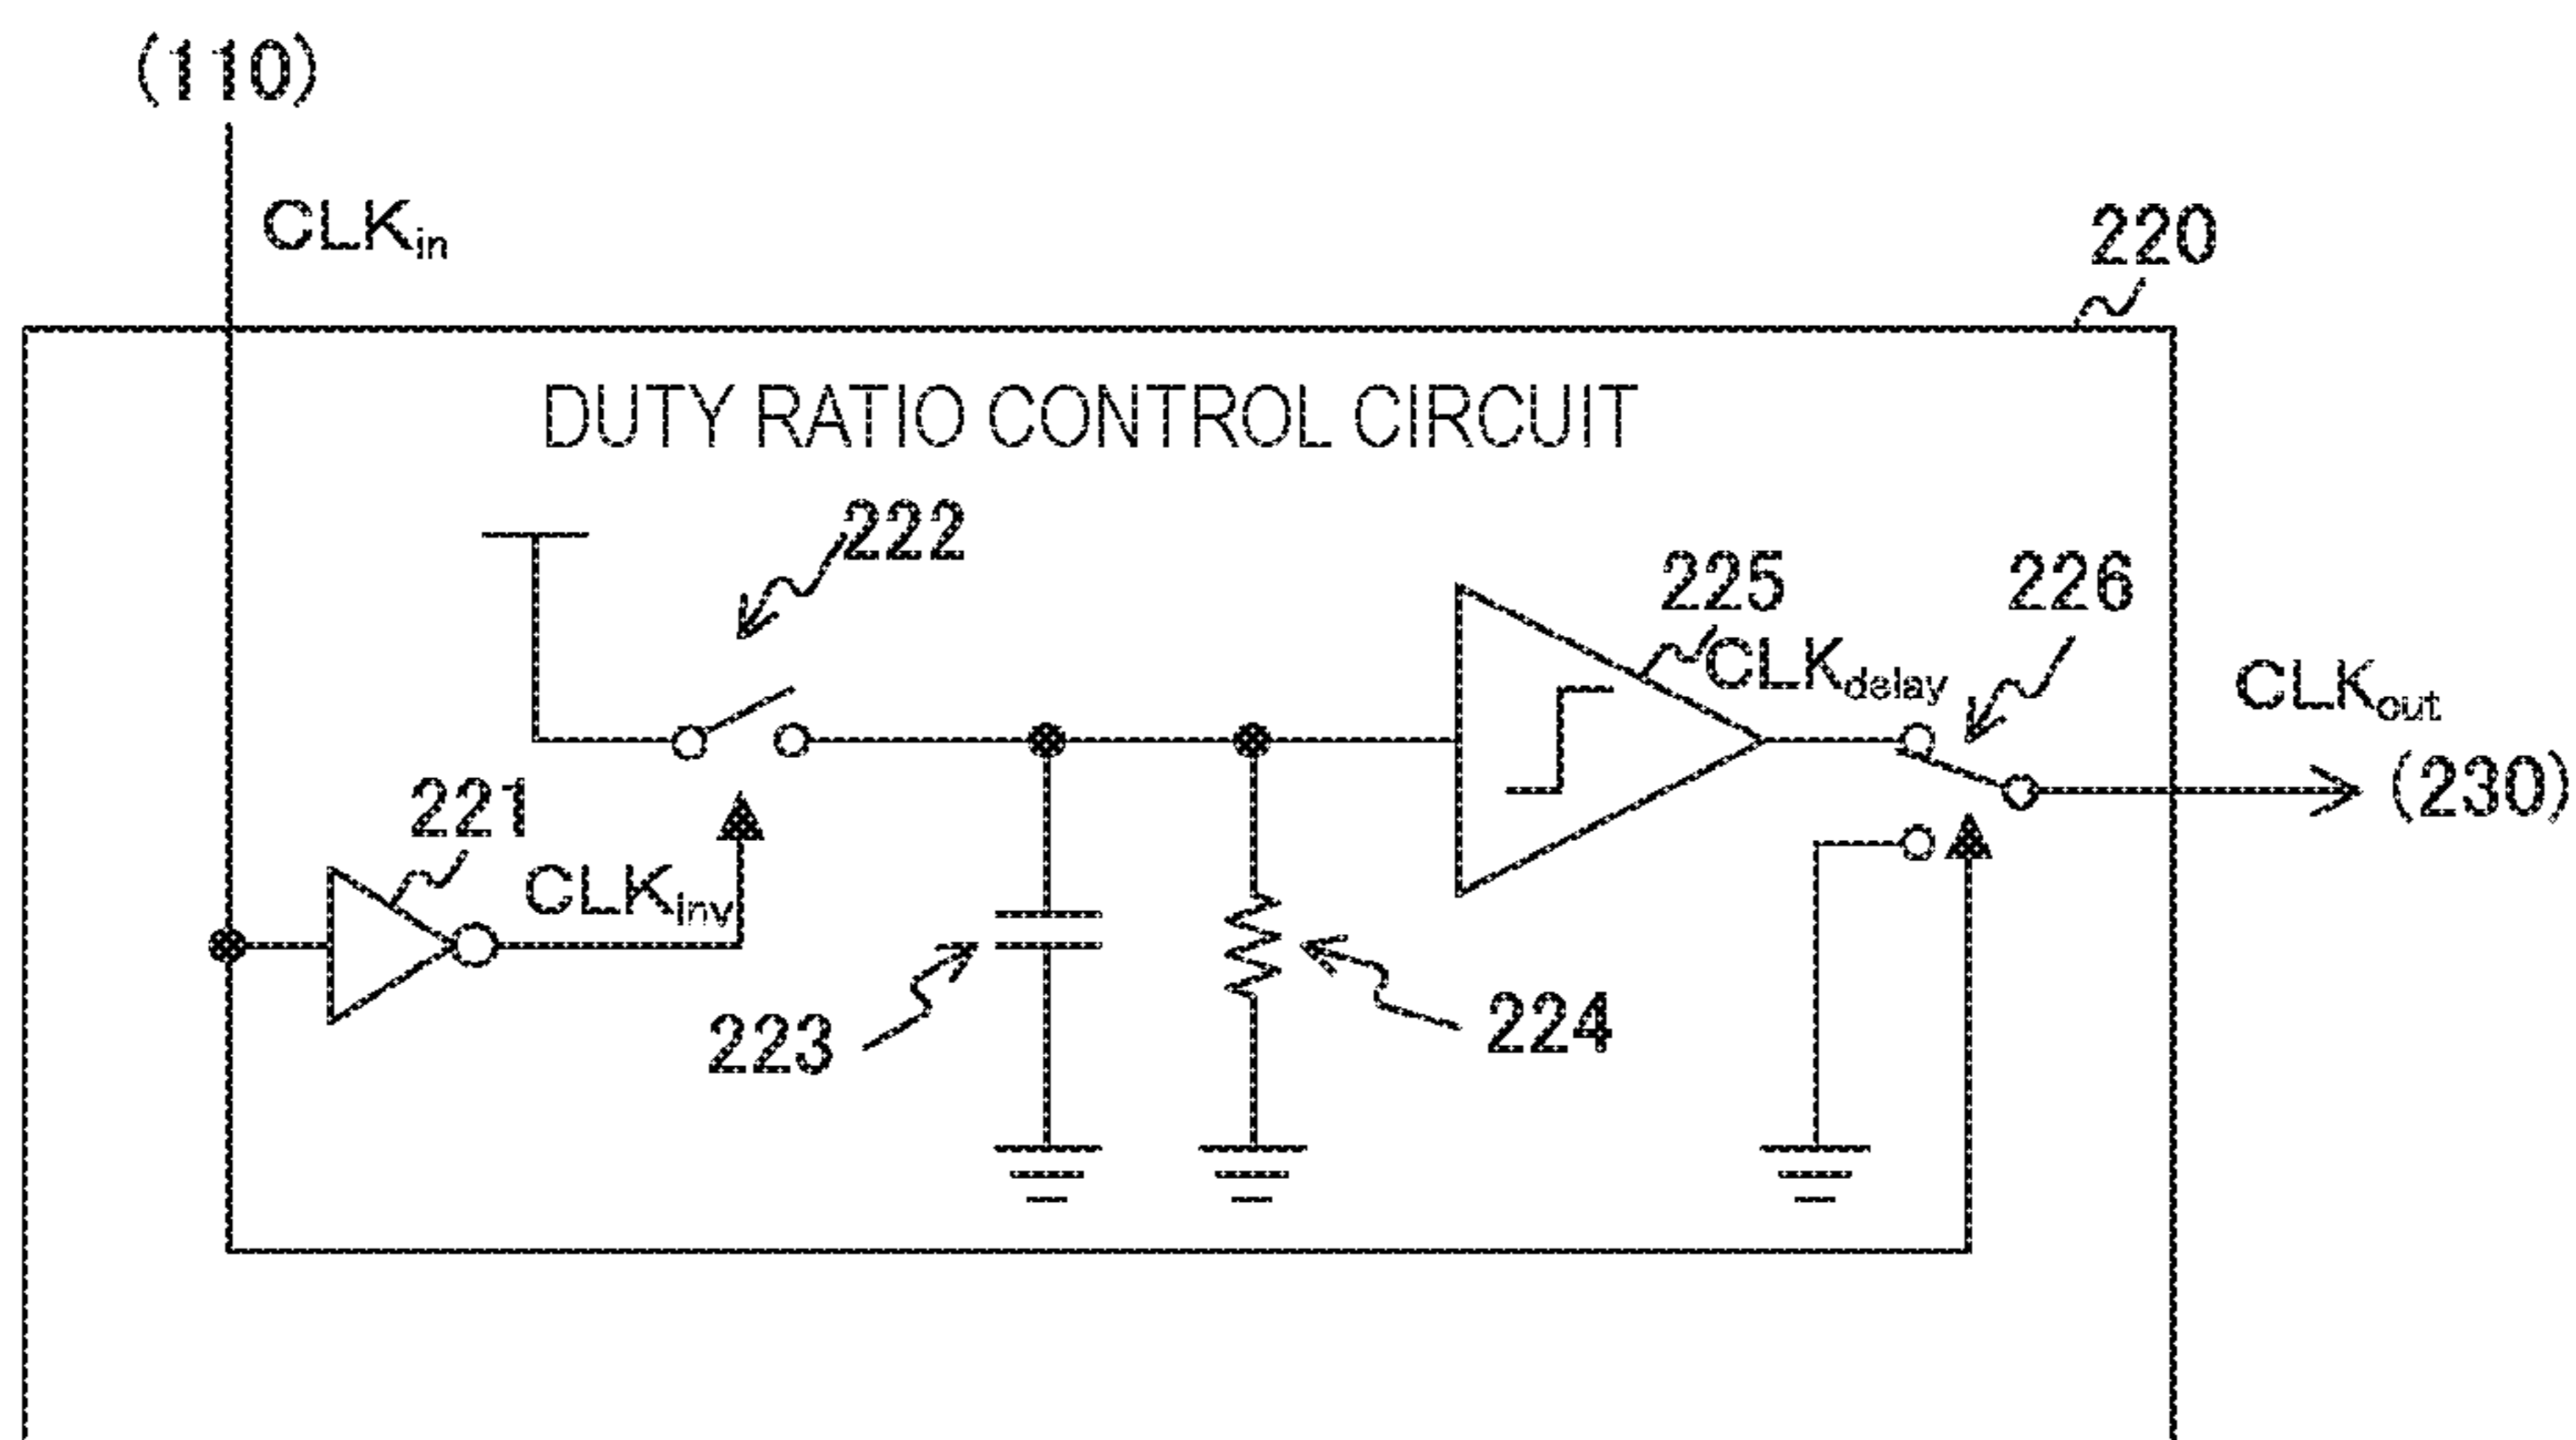 (110)
CLKin
220
DUTY RATIO CONTROL CIRCUIT
222
225
226
CLKdelay
CLKout
(230)
221
CLKinv
223
224